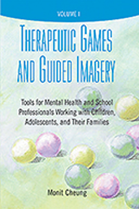 VOLUME I
THERAPEUTIC GAMES
AND GUIDED IMAGERY
Tools for Mental Health and School
Professionals Working with Children,
Adolescents, and Their Families
Monit Cheung